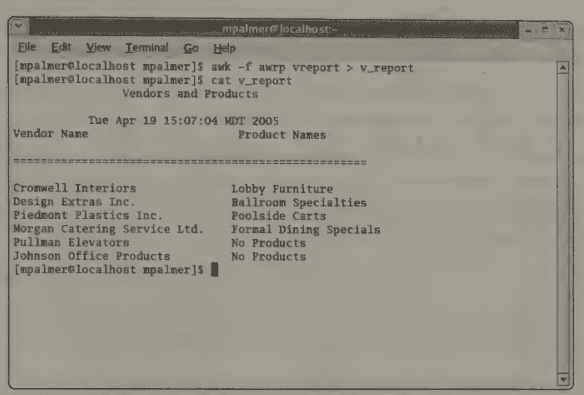 mpalmer@localhost:~
File Edit View Terminal Go Help
[mpalmer@localhost mpalmer]$ awk -f awrp vreport > v_report
[mpalmer@localhost mpalmer]$ cat v_report
Vendors and Products
Tue Apr 19 15:07:04 MDT 2005
Vendor Name Product Names
=====================================================
Cromwell Interiors Lobby Furniture
Design Extras Inc. Ballroom Specialties
Piedmont Plastics Inc. Poolside Carts
Morgan Catering Service Ltd. Formal Dining Specials
Pullman Elevators No Products
Johnson Office Products No Products
[mpalmer@localhost mpalmer]$